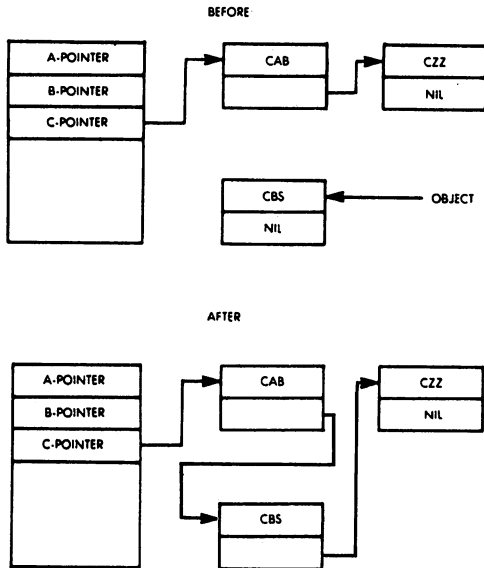 BEFORE
A-POINTER
B-POINTER
C-POINTER
CAB
CZZ
NIL
CBS
NIL
OBJECT
AFTER
A-POINTER
B-POINTER
C-POINTER
CAB
CZZ
NIL
CBS